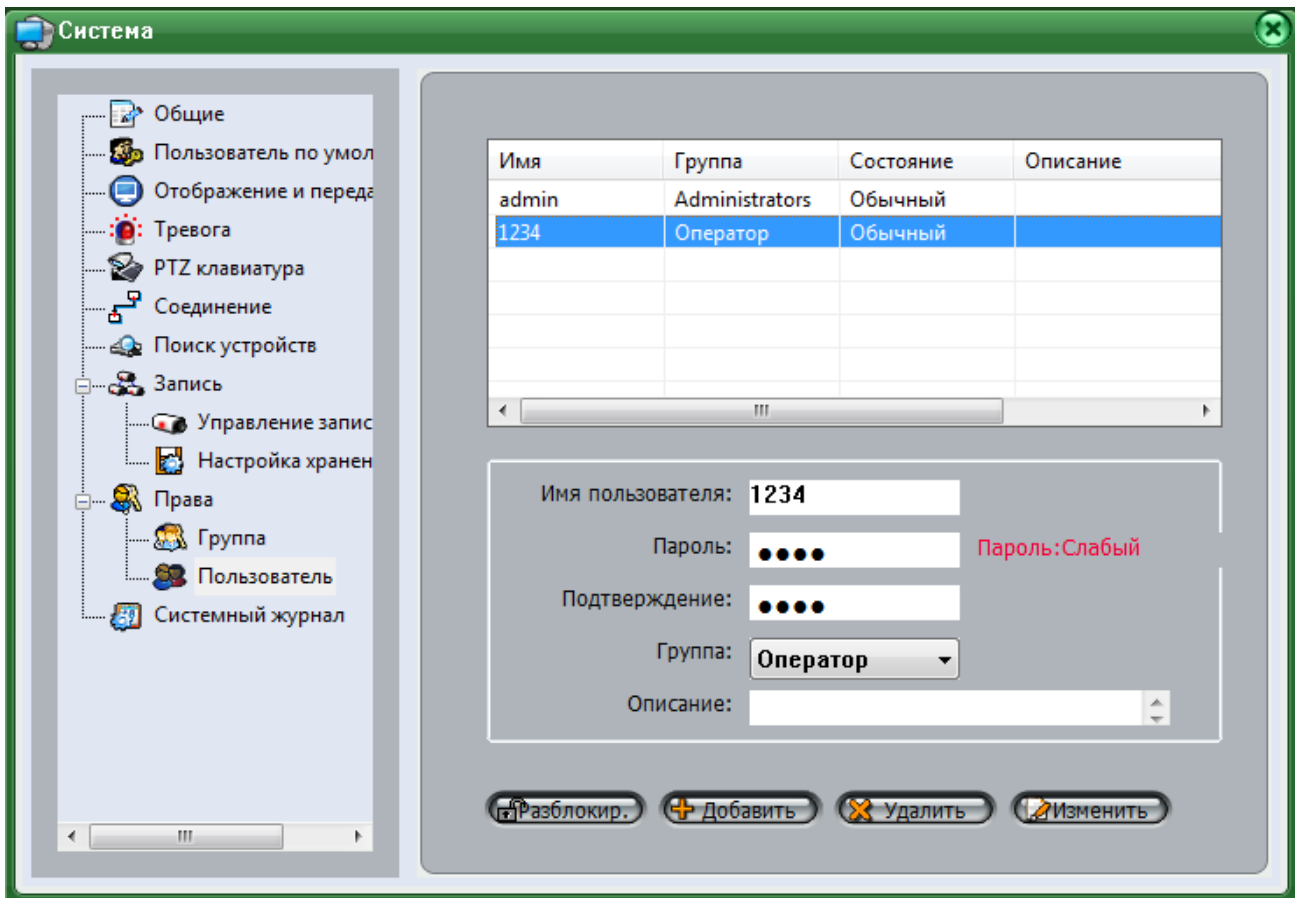 Система
Общие
Пользователь по умол
Отображение и переда
Тревога
PTZ клавиатура
Соединение
Поиск устройств
Запись
Управление запис
Настройка хранен
Права
Группа
Пользователь
Системный журнал
Имя Группа Состояние Описание
admin Administrators Обычный
1234 Оператор Обычный
Имя пользователя: 1234
Пароль: ●●●● Пароль:Слабый
Подтверждение: ●●●●
Группа: Оператор
Описание:
Разблокир. Добавить Удалить Изменить